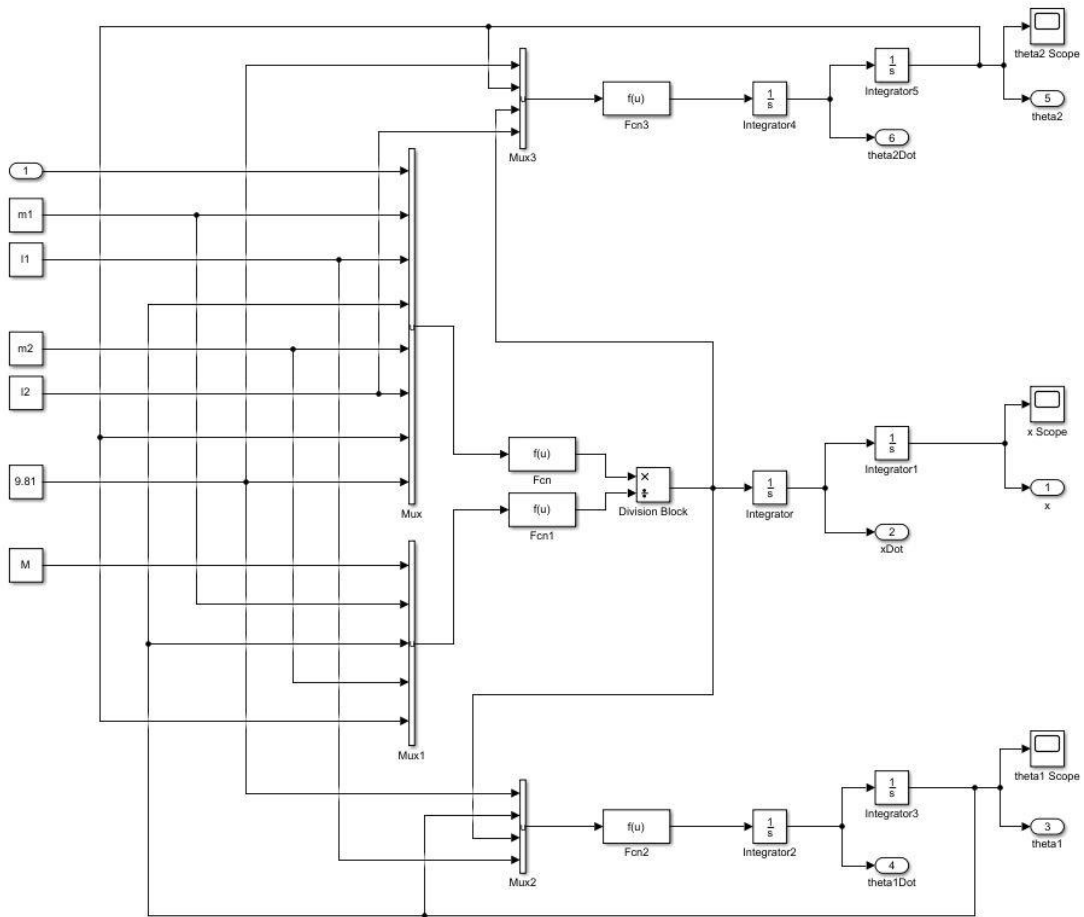 theta2 Scope
1
s
Integrator5
f(u)
Fcn3
1
s
Integrator4
5
theta2
6
theta2Dot
Mux3
1
m1
l1
m2
l2
9.81
M
Mux
f(u)
Fcn
f(u)
Fcn1
×
÷
Division Block
1
s
Integrator
1
s
Integrator1
x Scope
1
x
2
xDot
Mux1
theta1 Scope
1
s
Integrator3
f(u)
Fcn2
1
s
Integrator2
3
theta1
4
theta1Dot
Mux2